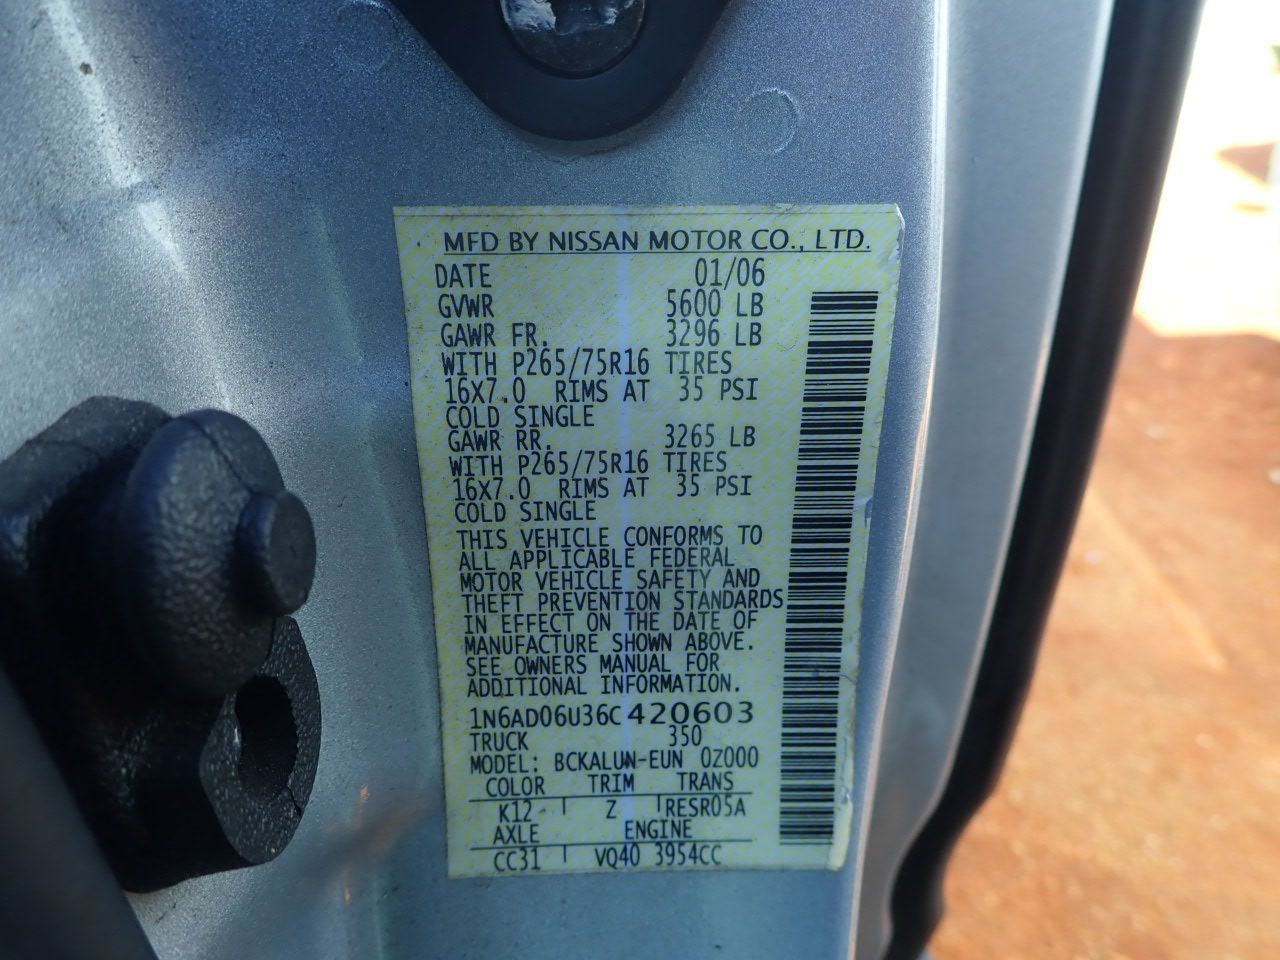 MFD BY NISSAN MOTOR CO., LTD.
DATE 01/06
GVWR 5600 LB
GAWR FR. 3296 LB
WITH P265/75R16 TIRES
16X7.0 RIMS AT 35 PSI
COLD SINGLE
GAWR RR. 3265 LB
WITH P265/75R16 TIRES
16X7.0 RIMS AT 35 PSI
COLD SINGLE
THIS VEHICLE CONFORMS TO
ALL APPLICABLE FEDERAL
MOTOR VEHICLE SAFETY AND
THEFT PREVENTION STANDARDS
IN EFFECT ON THE DATE OF
MANUFACTURE SHOWN ABOVE.
SEE OWNERS MANUAL FOR
ADDITIONAL INFORMATION.
1N6AD06U36C420603
TRUCK 350
MODEL: BCKALUN-EUN 0Z000
COLOR TRIM TRANS
K12 Z RESR05A
AXLE ENGINE
CC31 VQ40 3954CC